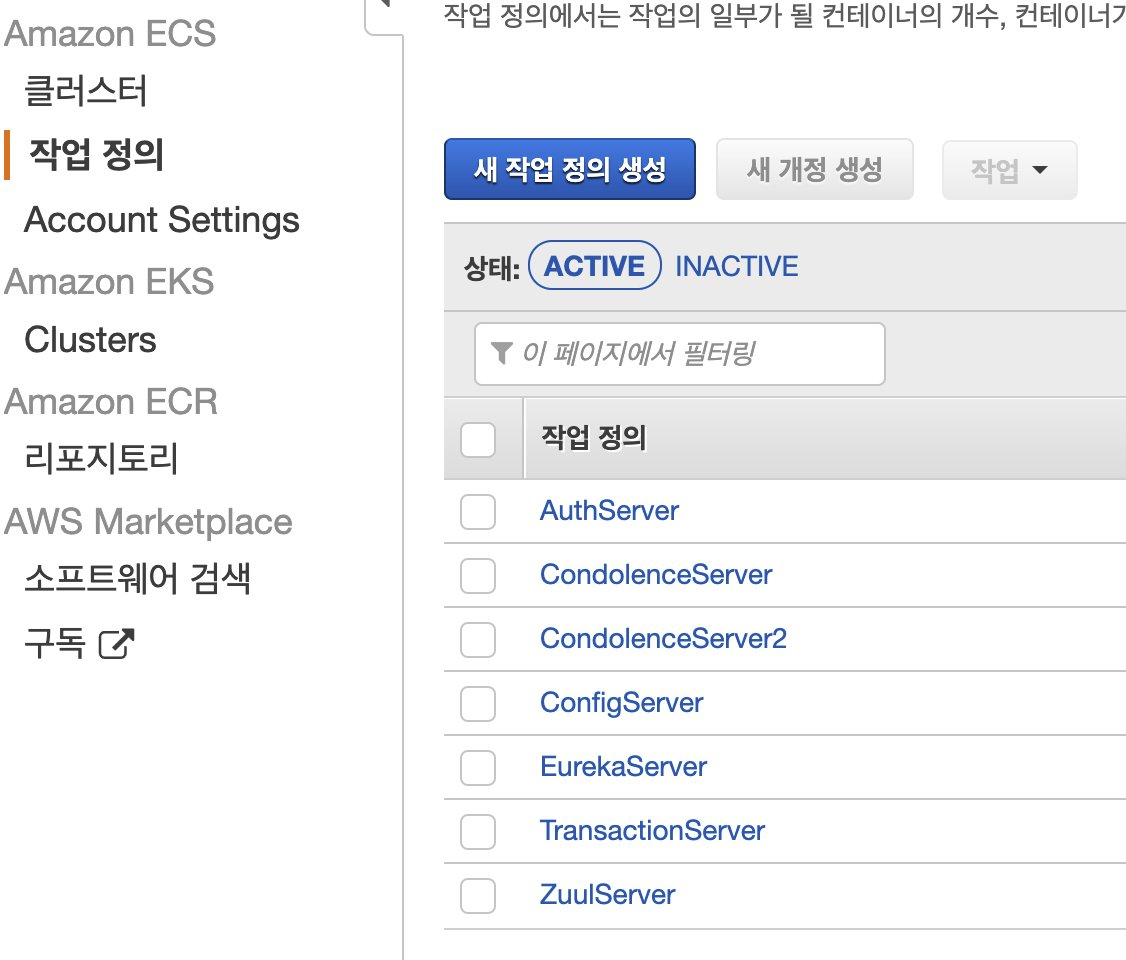 Amazon ECS
클러스터
작업 정의
Account Settings
Amazon EKS
Clusters
Amazon ECR
리포지토리
AWS Marketplace
소프트웨어 검색
구독
작업 정의에서는 작업의 일부가 될 컨테이너의 개수, 컨테이너가
새 작업 정의 생성 새 개정 생성 작업
상태: ACTIVE INACTIVE
이 페이지에서 필터링
작업 정의
AuthServer
CondolenceServer
CondolenceServer2
ConfigServer
EurekaServer
TransactionServer
ZuulServer